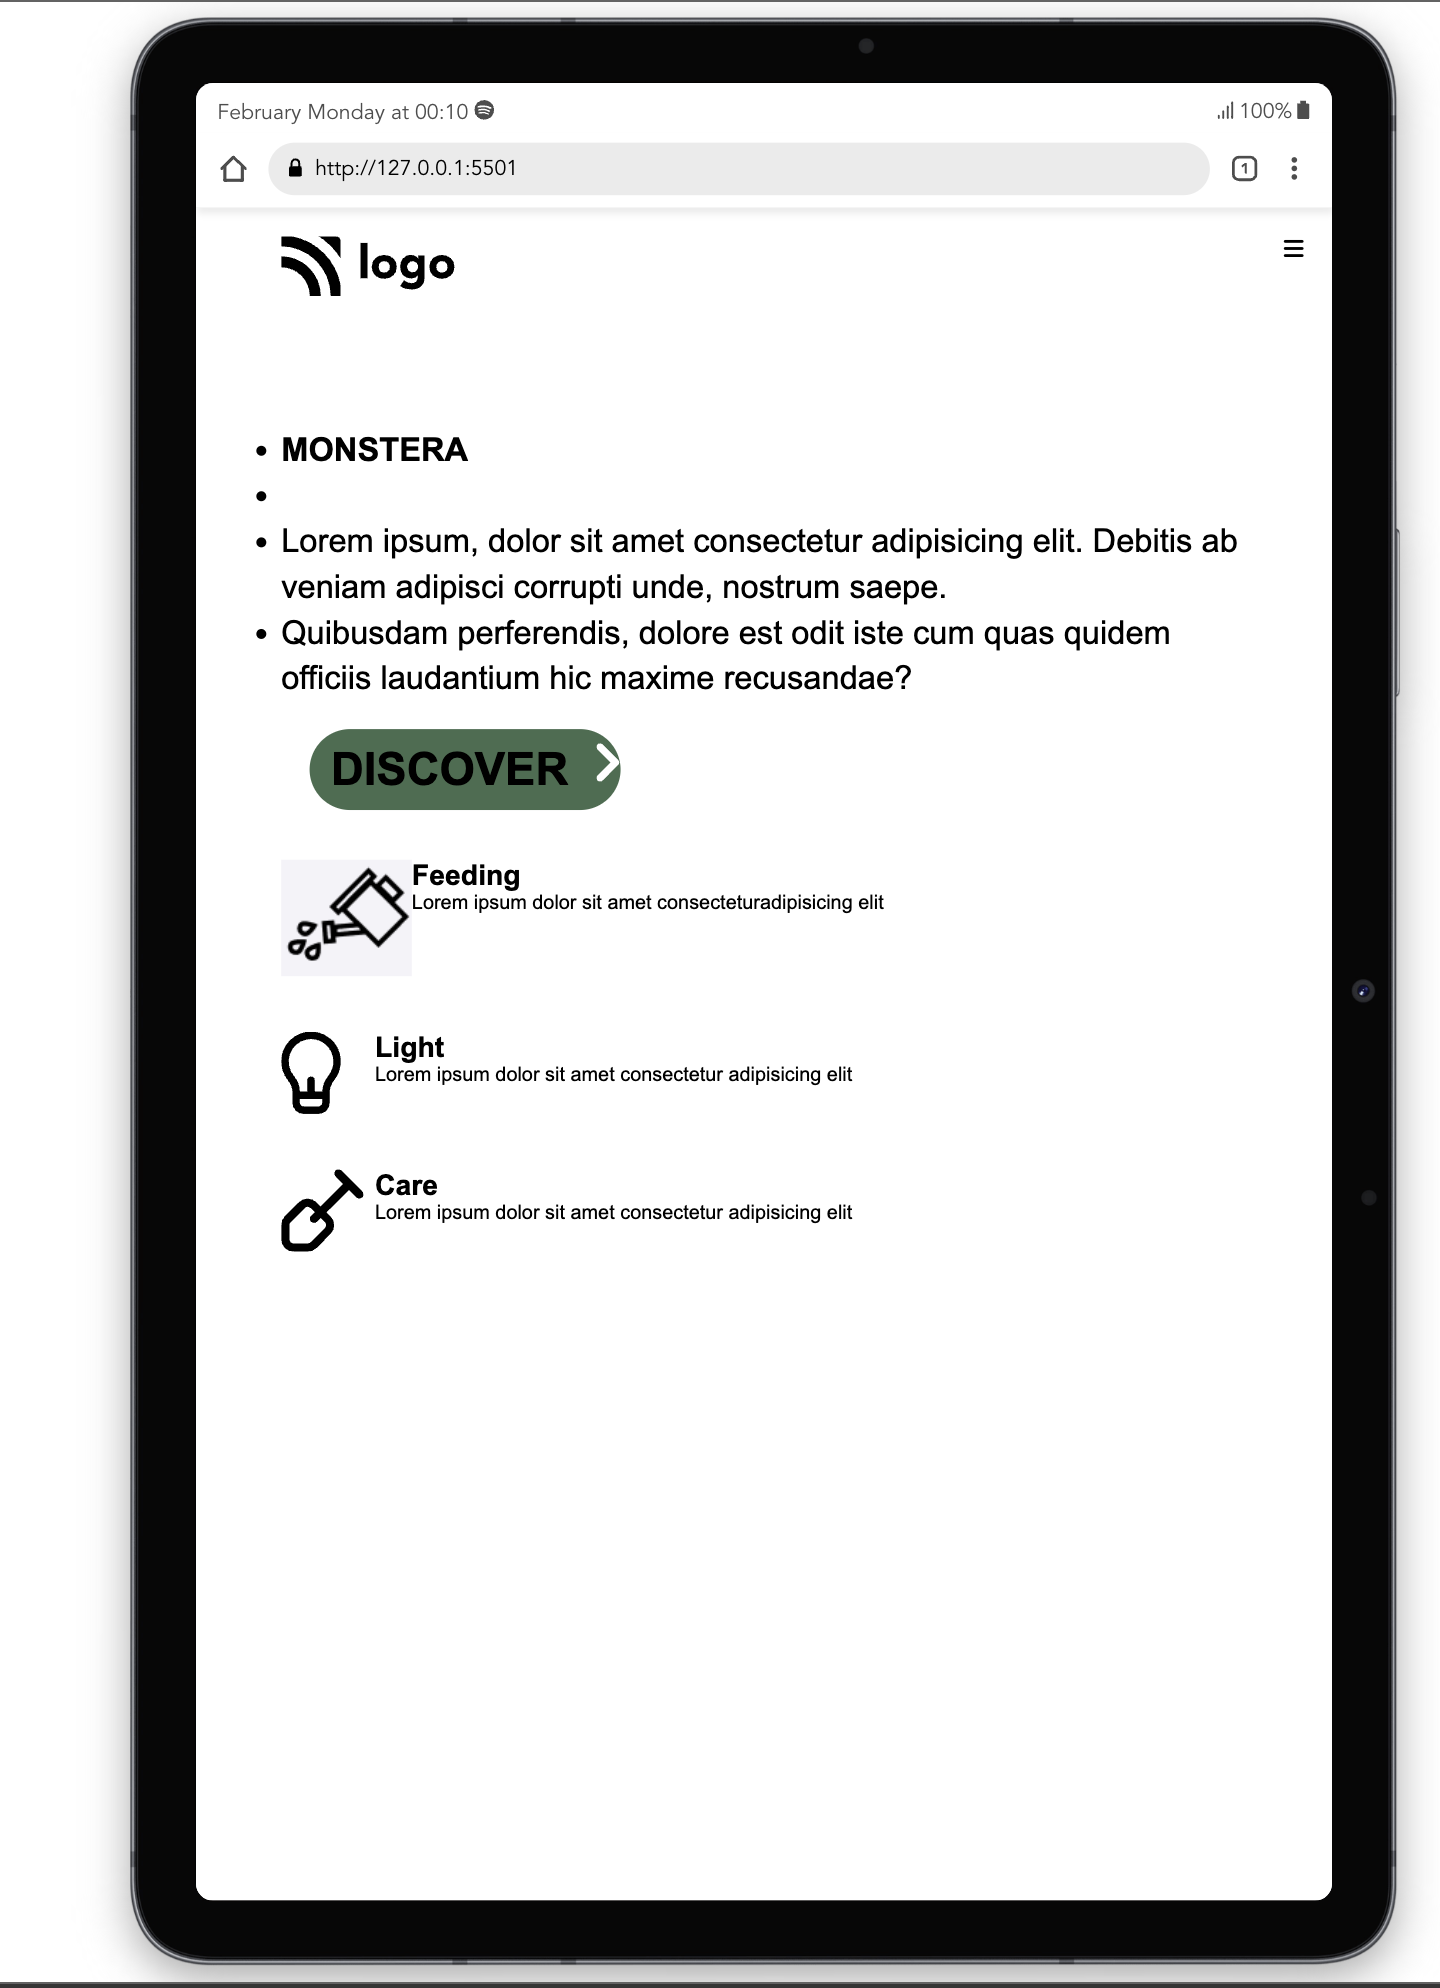 February Monday at 00:10
100%
http://127.0.0.1:5501
1
logo
MONSTERA
Lorem ipsum, dolor sit amet consectetur adipisicing elit. Debitis ab
veniam adipisci corrupti unde, nostrum saepe.
Quibusdam perferendis, dolore est odit iste cum quas quidem
officiis laudantium hic maxime recusandae?
DISCOVER
Feeding
Lorem ipsum dolor sit amet consecteturadipisicing elit
Light
Lorem ipsum dolor sit amet consectetur adipisicing elit
Care
Lorem ipsum dolor sit amet consectetur adipisicing elit